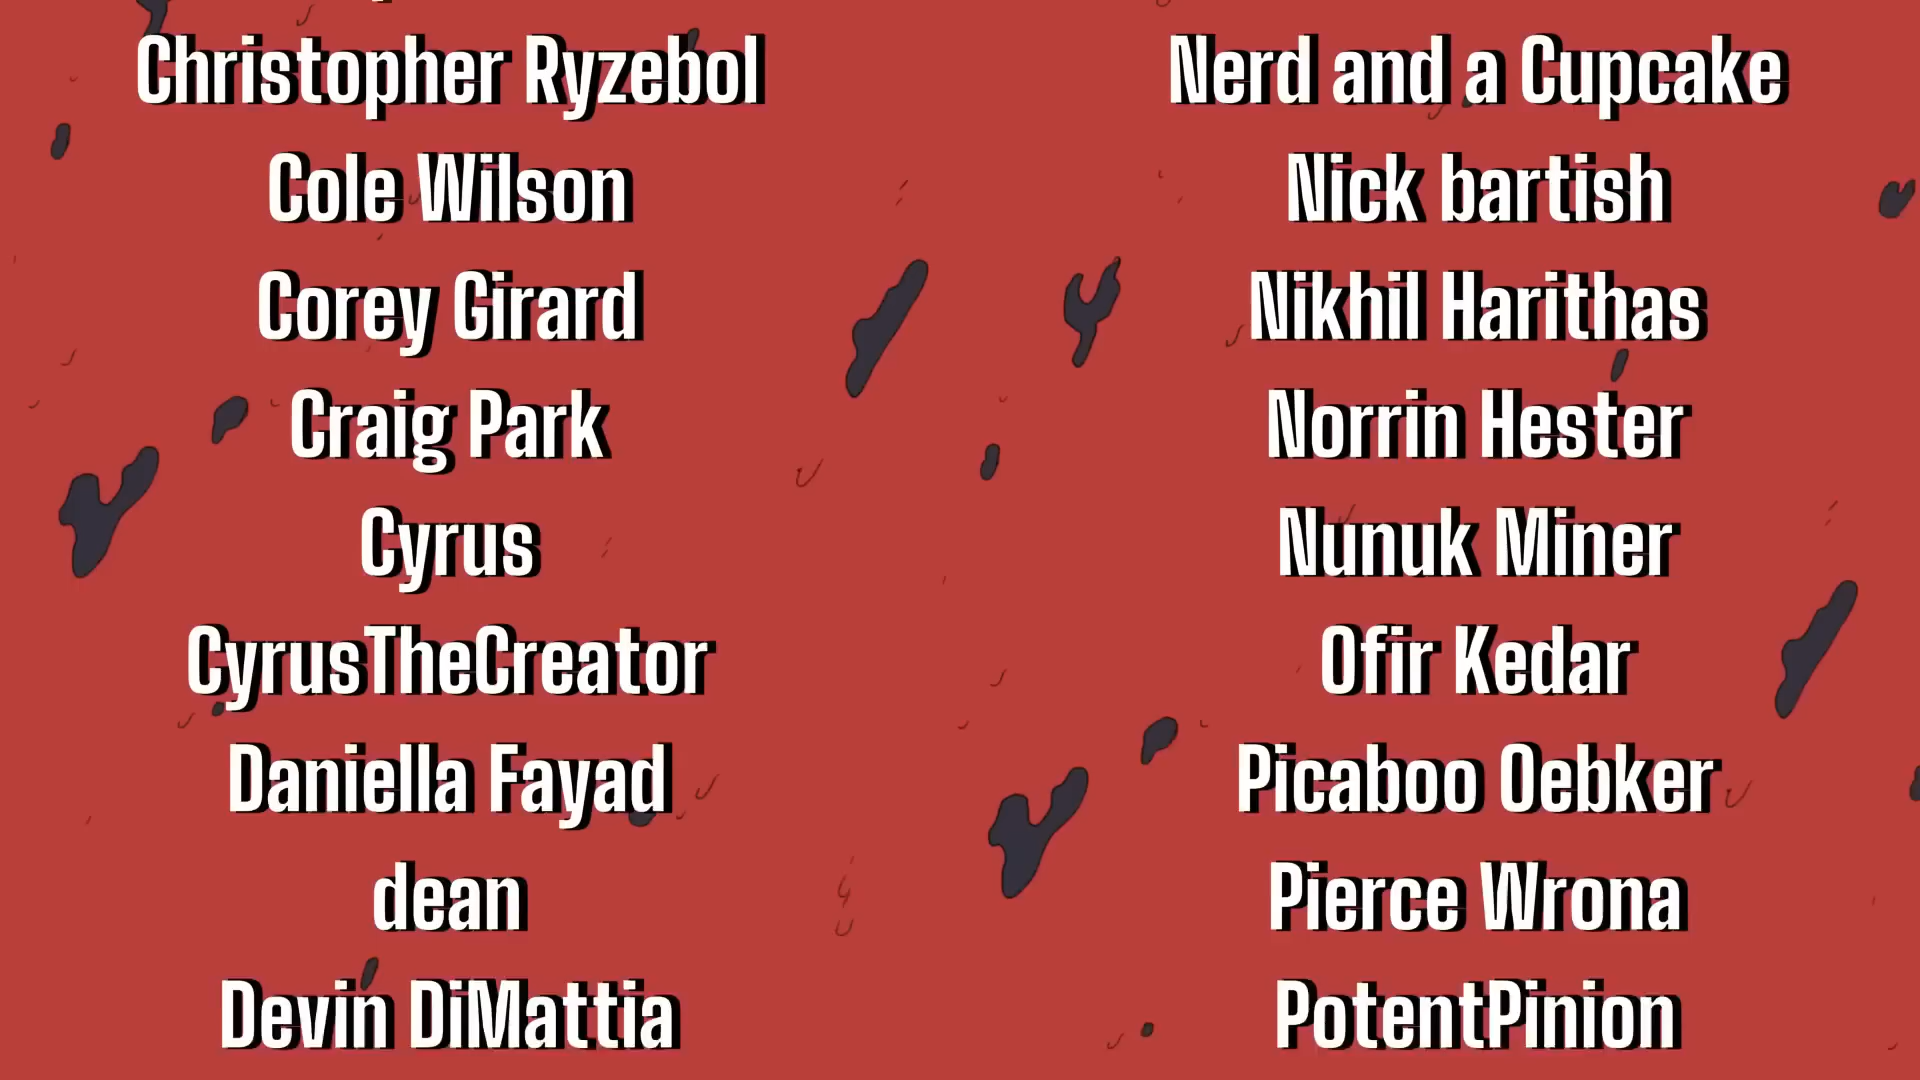 Christopher Ryzebol
Cole Wilson
Corey Girard
Craig Park
Cyrus
CyrusTheCreator
Daniella Fayad
dean
Devin DiMattia
Nerd and a Cupcake
Nick bartish
Nikhil Harithas
Norrin Hester
Nunuk Miner
Ofir Kedar
Picaboo Oebker
Pierce Wrona
PotentPinion